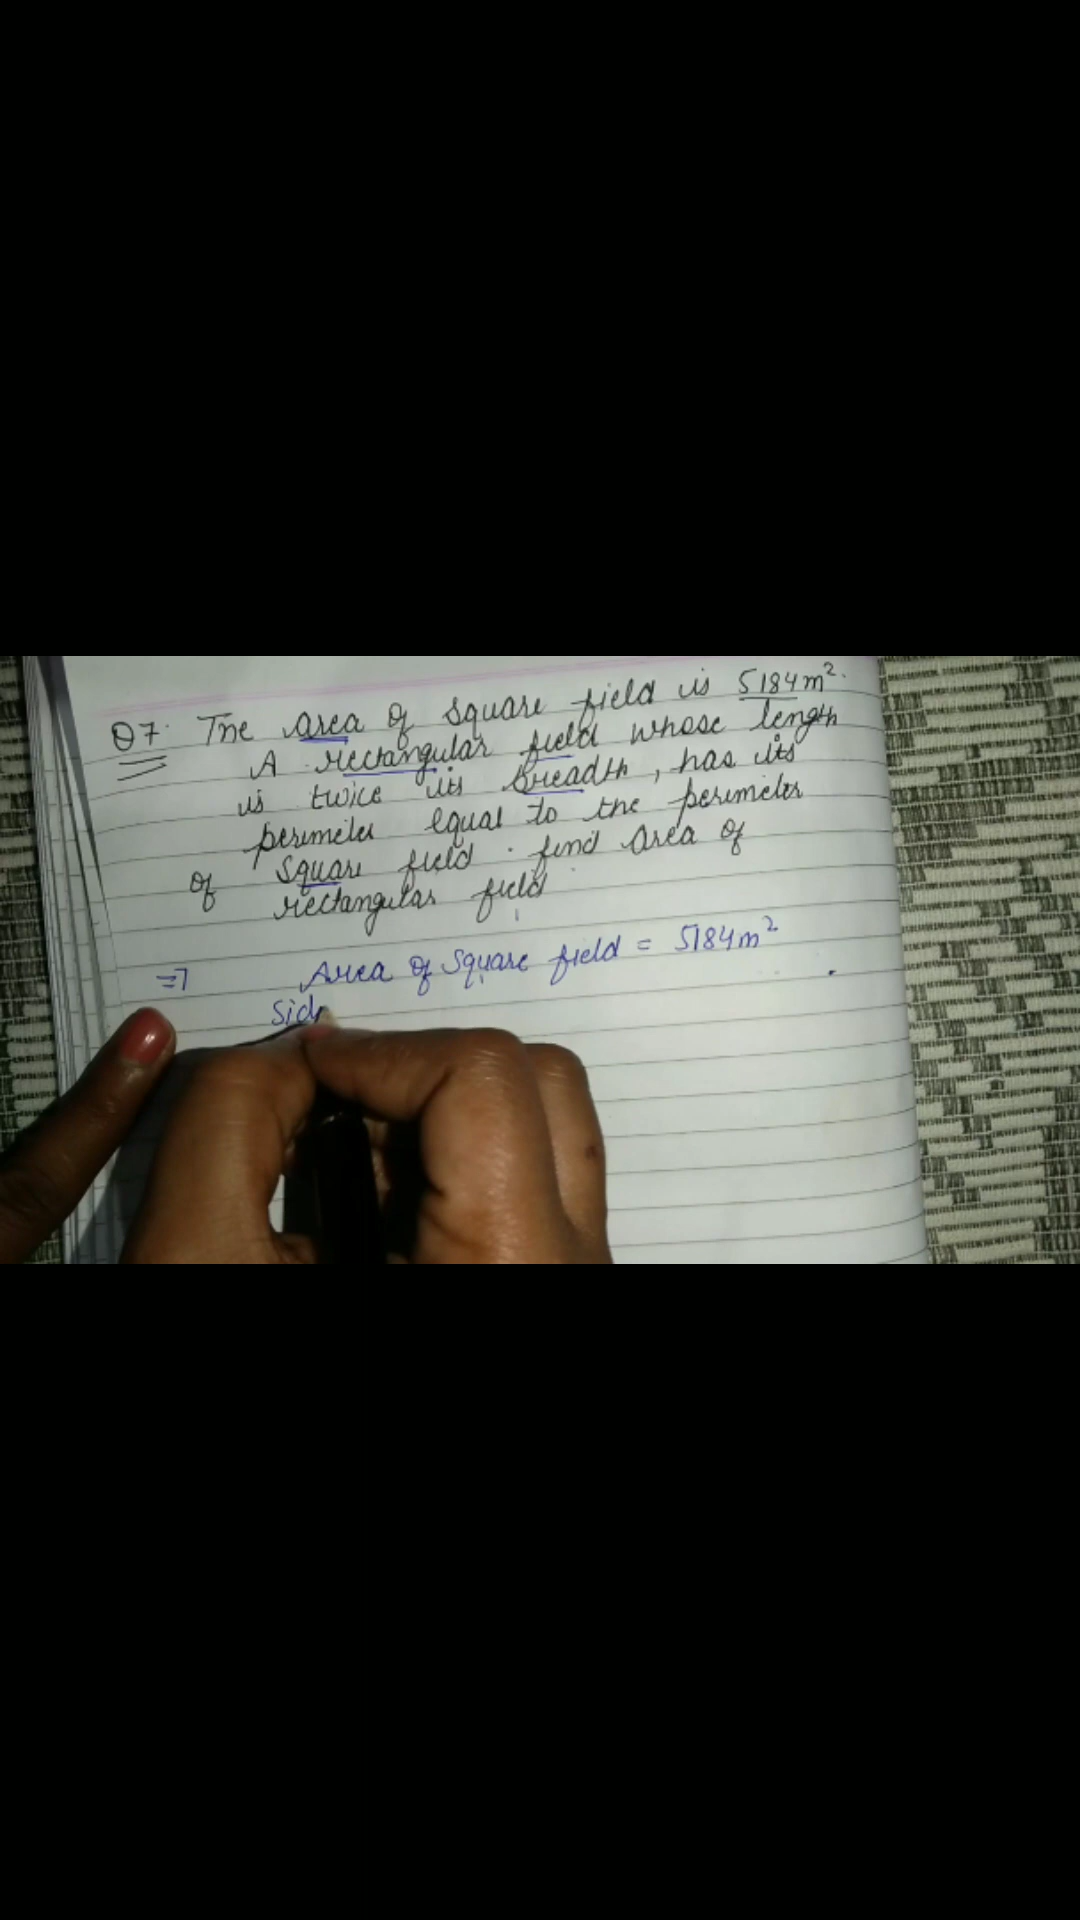 Q7. The area of square field is 5184m².
A rectangular field whose length
is twice its breadth, has its
perimeter equal to the perimeter
of square field. find area of
rectangular field
=> Area of square field = 5184m²
Side